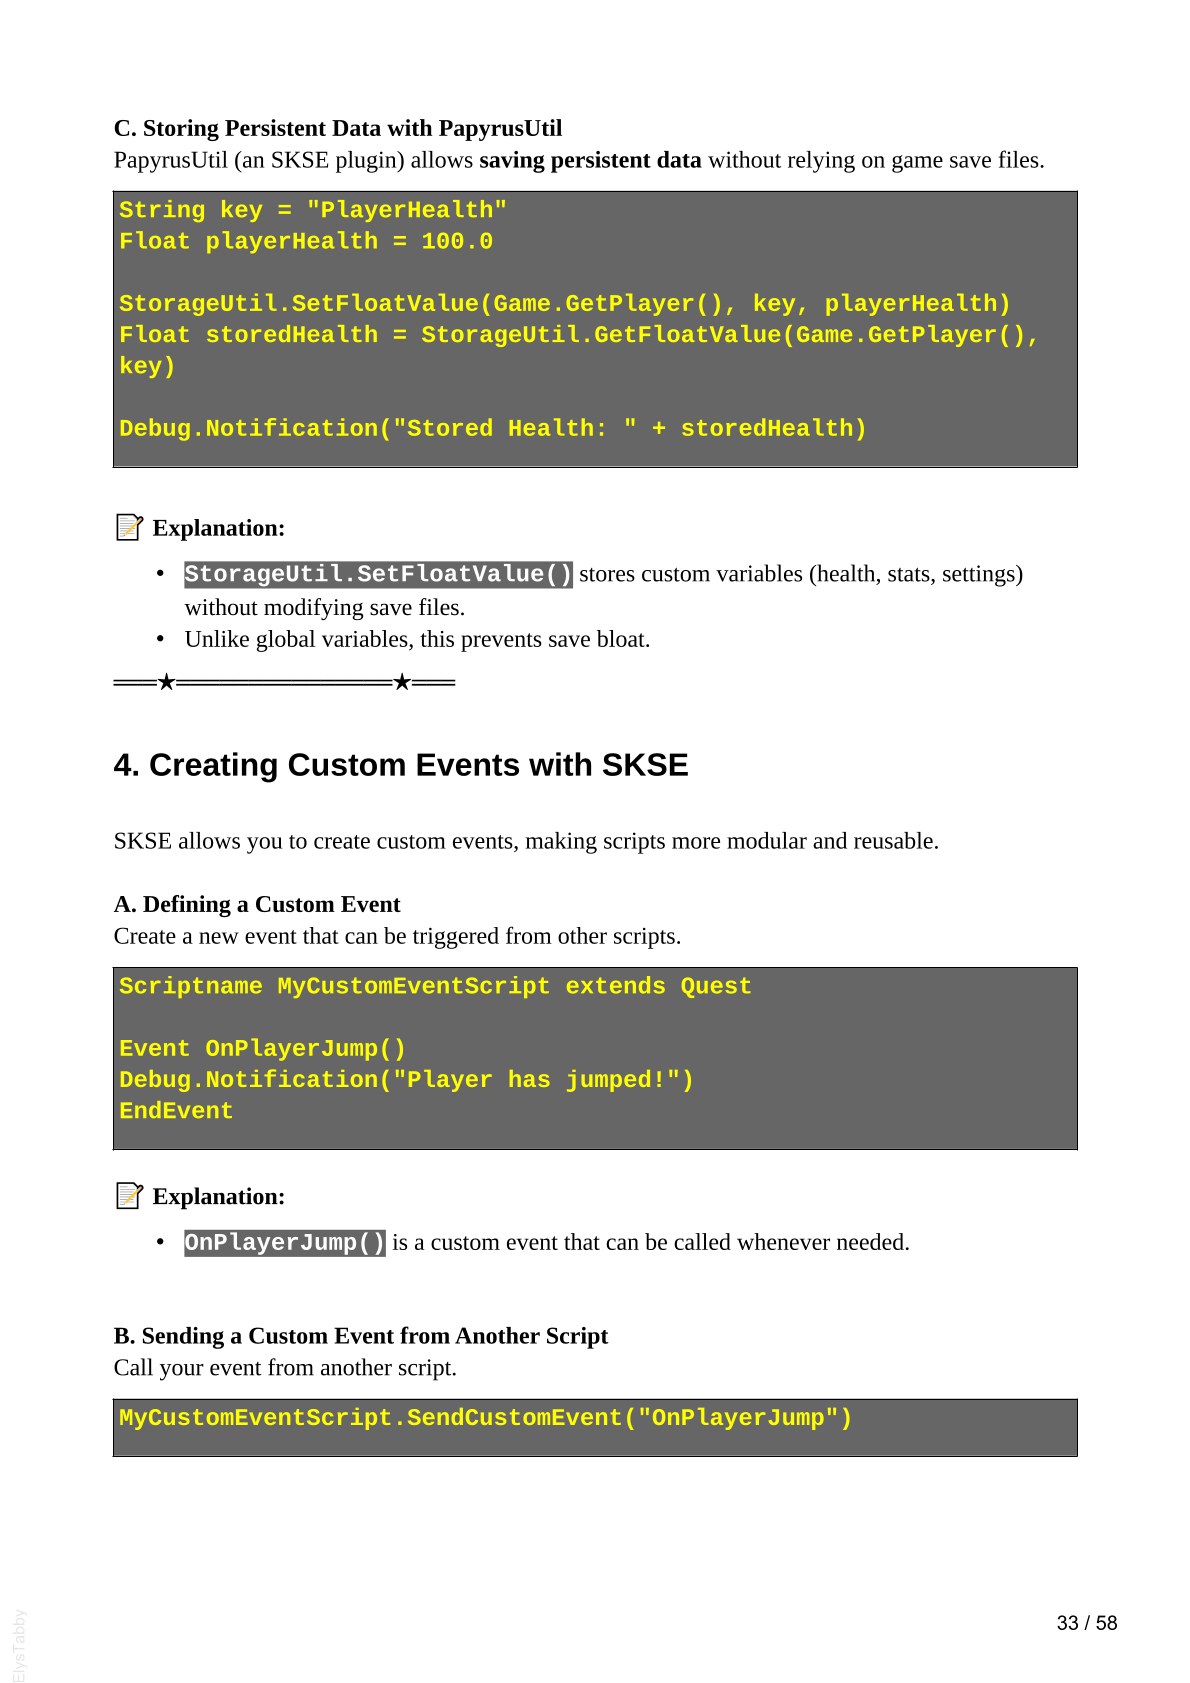 C. Storing Persistent Data with PapyrusUtil
PapyrusUtil (an SKSE plugin) allows saving persistent data without relying on game save files.
String key = "PlayerHealth"
Float playerHealth = 100.0
StorageUtil.SetFloatValue(Game.GetPlayer(), key, playerHealth)
Float storedHealth = StorageUtil.GetFloatValue(Game.GetPlayer(),
key)
Debug.Notification("Stored Health: " + storedHealth)
📝 Explanation:
• StorageUtil.SetFloatValue() stores custom variables (health, stats, settings)
without modifying save files.
• Unlike global variables, this prevents save bloat.
═══★═══════════════★═══
4. Creating Custom Events with SKSE
SKSE allows you to create custom events, making scripts more modular and reusable.
A. Defining a Custom Event
Create a new event that can be triggered from other scripts.
Scriptname MyCustomEventScript extends Quest
Event OnPlayerJump()
Debug.Notification("Player has jumped!")
EndEvent
📝 Explanation:
• OnPlayerJump() is a custom event that can be called whenever needed.
B. Sending a Custom Event from Another Script
Call your event from another script.
MyCustomEventScript.SendCustomEvent("OnPlayerJump")
33 / 58
ElysTabby